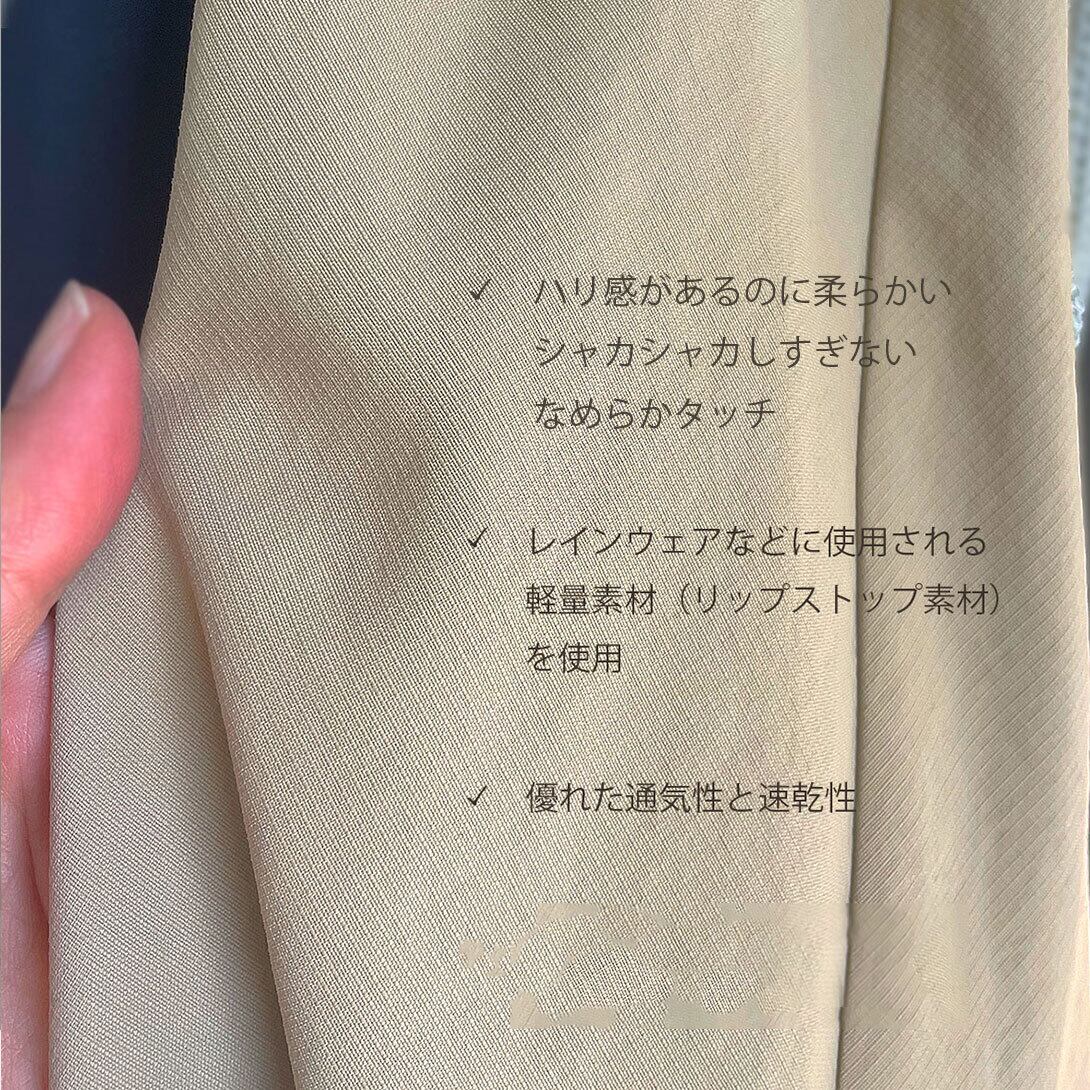 ✓ ハリ感があるのに柔らかい
シャカシャカしすぎない
なめらかタッチ
✓ レインウェアなどに使用される
軽量素材（リップストップ素材）
を使用
✓ 優れた通気性と速乾性